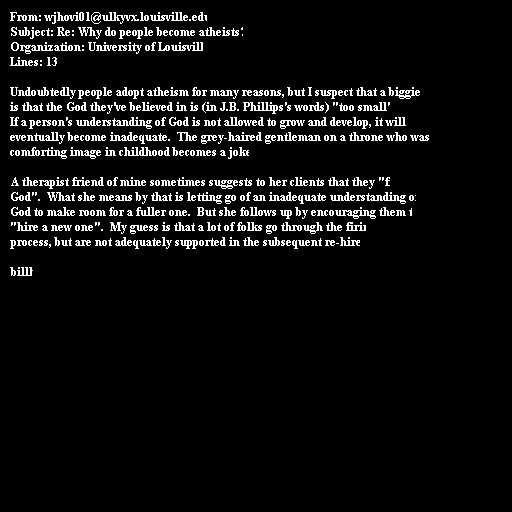 From: wjhovi01@ulkyvx.louisville.edu
Subject: Re: Why do people become atheists?
Organization: University of Louisvill
Lines: 13
Undoubtedly people adopt atheism for many reasons, but I suspect that a biggie
is that the God they've believed in is (in J.B. Phillips's words) "too small"
If a person's understanding of God is not allowed to grow and develop, it will
eventually become inadequate. The grey-haired gentleman on a throne who was
comforting image in childhood becomes a joke
A therapist friend of mine sometimes suggests to her clients that they "f
God". What she means by that is letting go of an inadequate understanding o
God to make room for a fuller one. But she follows up by encouraging them t
"hire a new one". My guess is that a lot of folks go through the firin
process, but are not adequately supported in the subsequent re-hire
billh